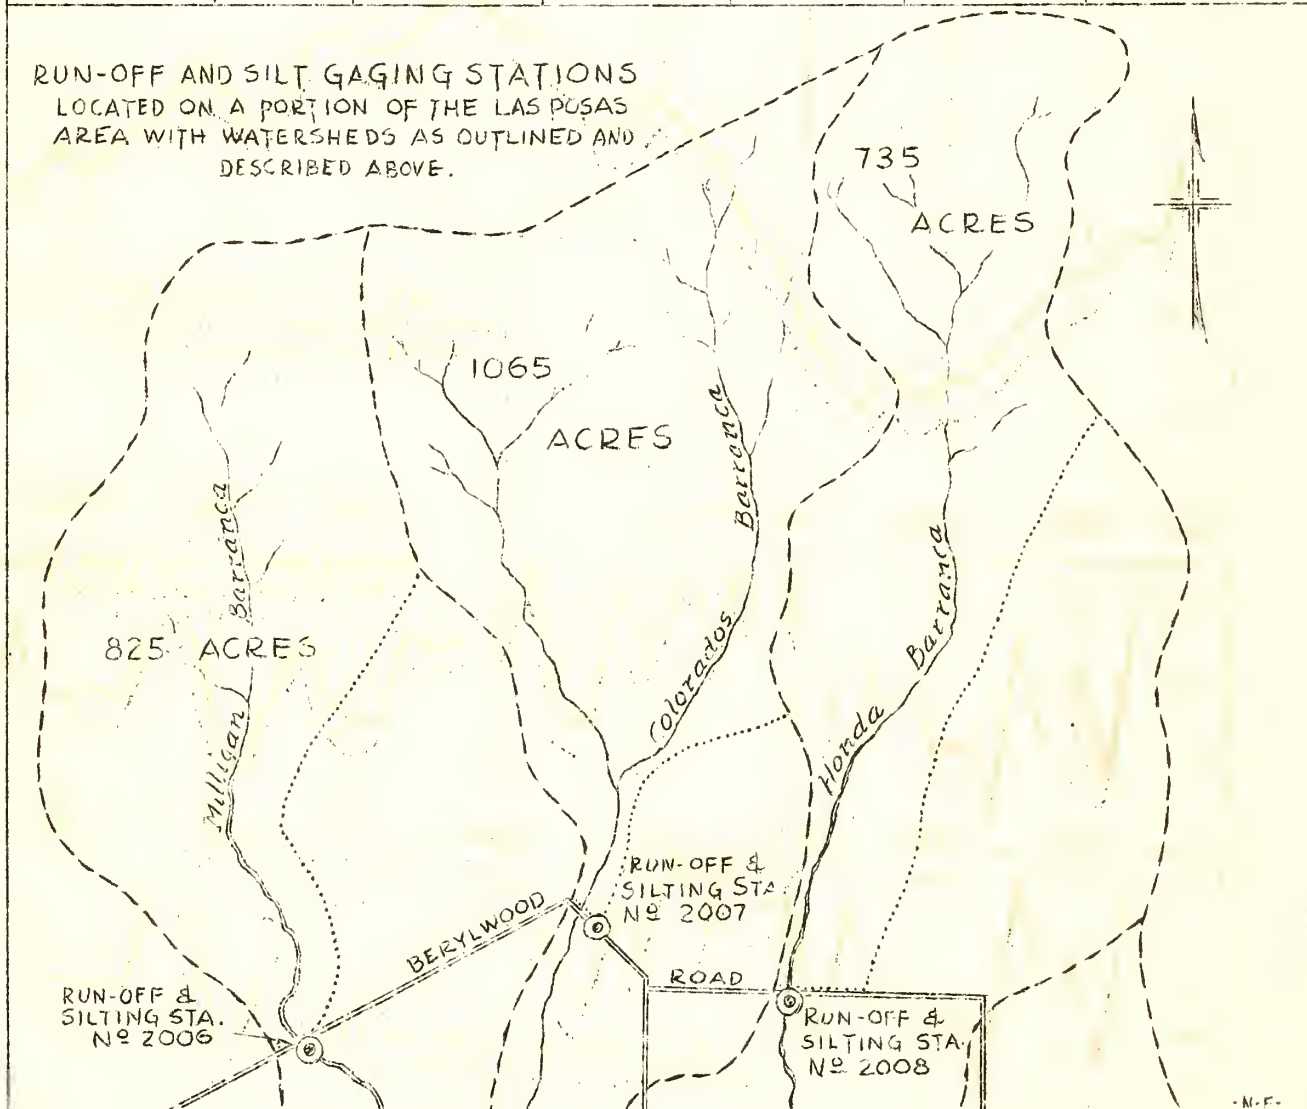 RUN-OFF AND SILT GAGING STATIONS
LOCATED ON A PORTION OF THE LAS POSAS
AREA WITH WATERSHEDS AS OUTLINED AND
DESCRIBED ABOVE.
735
ACRES
1065
ACRES
825 ACRES
Milligan Barranca
Colorados Barranca
Honda Barranca
RUN-OFF &
SILTING STA.
Nº 2007
BERYLWOOD
ROAD
RUN-OFF &
SILTING STA.
Nº 2006
RUN-OFF &
SILTING STA.
Nº 2008
-N.F.-